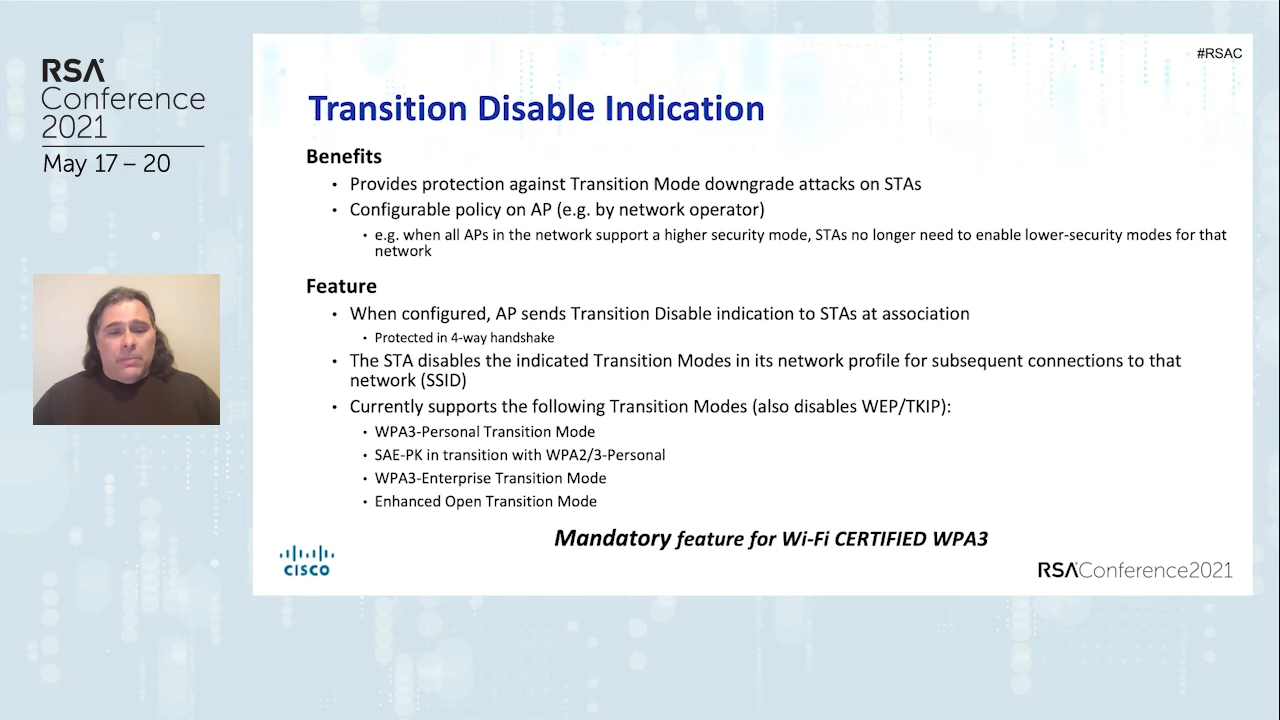 RSA
Conference
2021
May 17 – 20
#RSAC
Transition Disable Indication
Benefits
• Provides protection against Transition Mode downgrade attacks on STAs
• Configurable policy on AP (e.g. by network operator)
• e.g. when all APs in the network support a higher security mode, STAs no longer need to enable lower-security modes for that
network
Feature
• When configured, AP sends Transition Disable indication to STAs at association
• Protected in 4-way handshake
• The STA disables the indicated Transition Modes in its network profile for subsequent connections to that
network (SSID)
• Currently supports the following Transition Modes (also disables WEP/TKIP):
• WPA3-Personal Transition Mode
• SAE-PK in transition with WPA2/3-Personal
• WPA3-Enterprise Transition Mode
• Enhanced Open Transition Mode
Mandatory feature for Wi-Fi CERTIFIED WPA3
CISCO
RSAConference2021